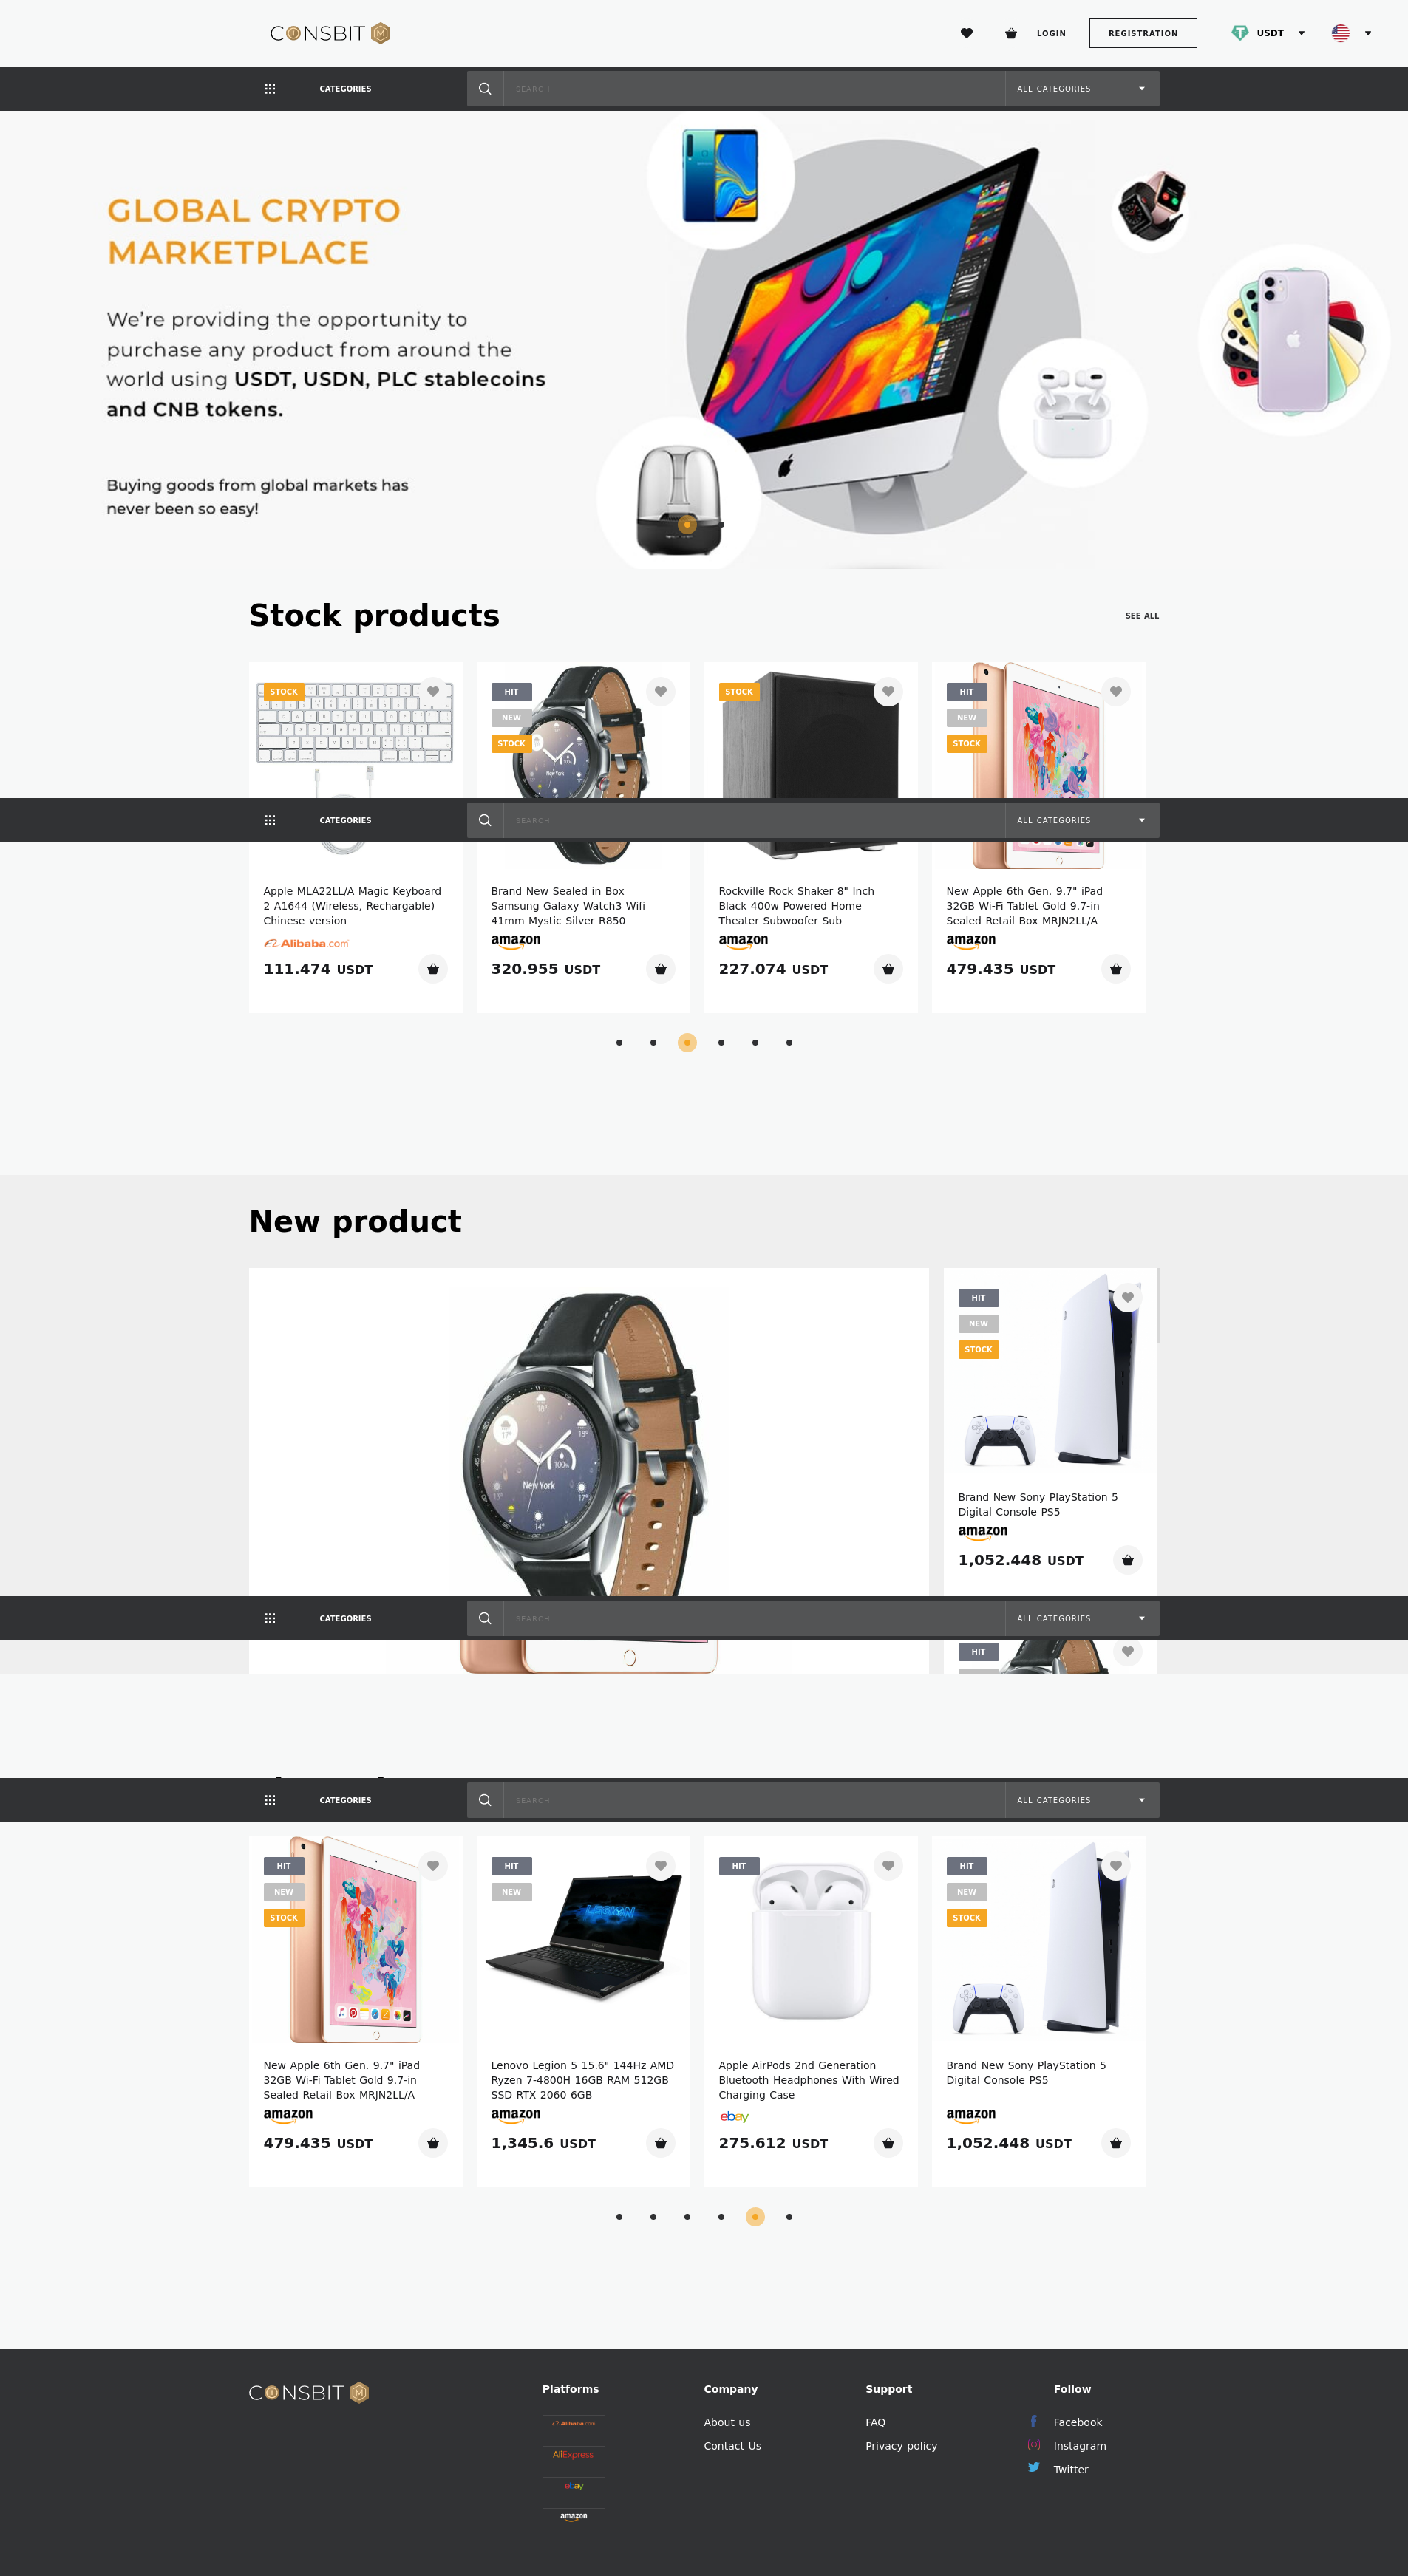 CONSBIT M
LOGIN
REGISTRATION
USDT
CATEGORIES
SEARCH
ALL CATEGORIES
GLOBAL CRYPTO
MARKETPLACE
We’re providing the opportunity to
purchase any product from around the
world using USDT, USDN, PLC stablecoins
and CNB tokens.
Buying goods from global markets has
never been so easy!
Stock products
SEE ALL
STOCK
HIT
NEW
STOCK
New York
STOCK
HIT
NEW
STOCK
CATEGORIES
SEARCH
ALL CATEGORIES
Apple MLA22LL/A Magic Keyboard
2 A1644 (Wireless, Rechargable)
Chinese version
Alibaba.com
111.474 USDT
Brand New Sealed in Box
Samsung Galaxy Watch3 Wifi
41mm Mystic Silver R850
amazon
320.955 USDT
Rockville Rock Shaker 8" Inch
Black 400w Powered Home
Theater Subwoofer Sub
amazon
227.074 USDT
New Apple 6th Gen. 9.7" iPad
32GB Wi-Fi Tablet Gold 9.7-in
Sealed Retail Box MRJN2LL/A
amazon
479.435 USDT
New product
18°
17°
18°
100%
New York
13°
17°
14°
HIT
NEW
STOCK
Brand New Sony PlayStation 5
Digital Console PS5
amazon
1,052.448 USDT
CATEGORIES
SEARCH
ALL CATEGORIES
HIT
CATEGORIES
SEARCH
ALL CATEGORIES
HIT
NEW
STOCK
New Apple 6th Gen. 9.7" iPad
32GB Wi-Fi Tablet Gold 9.7-in
Sealed Retail Box MRJN2LL/A
amazon
479.435 USDT
HIT
NEW
LEGION
Lenovo Legion 5 15.6" 144Hz AMD
Ryzen 7-4800H 16GB RAM 512GB
SSD RTX 2060 6GB
amazon
1,345.6 USDT
HIT
Apple AirPods 2nd Generation
Bluetooth Headphones With Wired
Charging Case
ebay
275.612 USDT
HIT
NEW
STOCK
Brand New Sony PlayStation 5
Digital Console PS5
amazon
1,052.448 USDT
CONSBIT M
Platforms
Alibaba.com
AliExpress
ebay
amazon
Company
About us
Contact Us
Support
FAQ
Privacy policy
Follow
Facebook
Instagram
Twitter